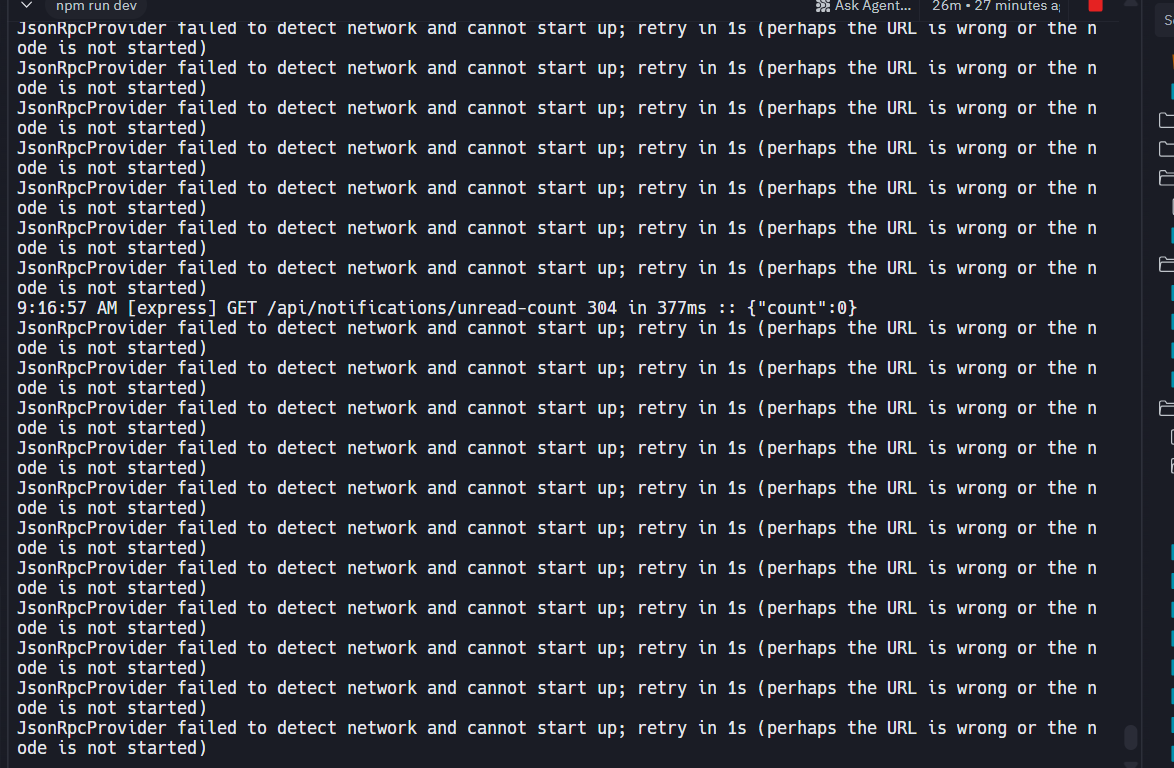 npm run dev
Ask Agent...
26m • 27 minutes a
JsonRpcProvider failed to detect network and cannot start up; retry in 1s (perhaps the URL is wrong or the n
ode is not started)
JsonRpcProvider failed to detect network and cannot start up; retry in 1s (perhaps the URL is wrong or the n
ode is not started)
JsonRpcProvider failed to detect network and cannot start up; retry in 1s (perhaps the URL is wrong or the n
ode is not started)
JsonRpcProvider failed to detect network and cannot start up; retry in 1s (perhaps the URL is wrong or the n
ode is not started)
JsonRpcProvider failed to detect network and cannot start up; retry in 1s (perhaps the URL is wrong or the n
ode is not started)
JsonRpcProvider failed to detect network and cannot start up; retry in 1s (perhaps the URL is wrong or the n
ode is not started)
JsonRpcProvider failed to detect network and cannot start up; retry in 1s (perhaps the URL is wrong or the n
ode is not started)
9:16:57 AM [express] GET /api/notifications/unread-count 304 in 377ms :: {"count":0}
JsonRpcProvider failed to detect network and cannot start up; retry in 1s (perhaps the URL is wrong or the n
ode is not started)
JsonRpcProvider failed to detect network and cannot start up; retry in 1s (perhaps the URL is wrong or the n
ode is not started)
JsonRpcProvider failed to detect network and cannot start up; retry in 1s (perhaps the URL is wrong or the n
ode is not started)
JsonRpcProvider failed to detect network and cannot start up; retry in 1s (perhaps the URL is wrong or the n
ode is not started)
JsonRpcProvider failed to detect network and cannot start up; retry in 1s (perhaps the URL is wrong or the n
ode is not started)
JsonRpcProvider failed to detect network and cannot start up; retry in 1s (perhaps the URL is wrong or the n
ode is not started)
JsonRpcProvider failed to detect network and cannot start up; retry in 1s (perhaps the URL is wrong or the n
ode is not started)
JsonRpcProvider failed to detect network and cannot start up; retry in 1s (perhaps the URL is wrong or the n
ode is not started)
JsonRpcProvider failed to detect network and cannot start up; retry in 1s (perhaps the URL is wrong or the n
ode is not started)
JsonRpcProvider failed to detect network and cannot start up; retry in 1s (perhaps the URL is wrong or the n
ode is not started)
JsonRpcProvider failed to detect network and cannot start up; retry in 1s (perhaps the URL is wrong or the n
ode is not started)